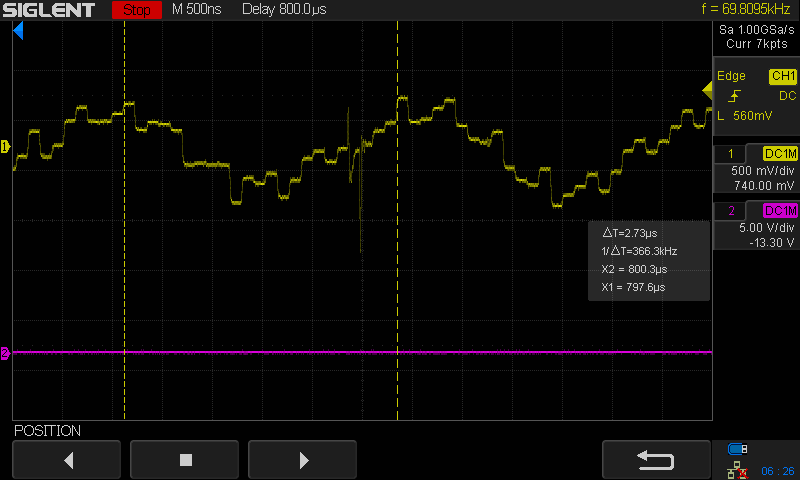 SIGLENT Stop M 500ns Delay 800.0µs f = 69.8095kHz
Sa 1.00GSa/s
Curr 7kpts
Edge CH1
DC
L 560mV
1 DC1M
500 mV/div
740.00 mV
2 DC1M
5.00 V/div
-13.30 V
1
△T=2.73µs
1/△T=366.3kHz
X2 = 800.3µs
X1 = 797.6µs
2
POSITION
06:26